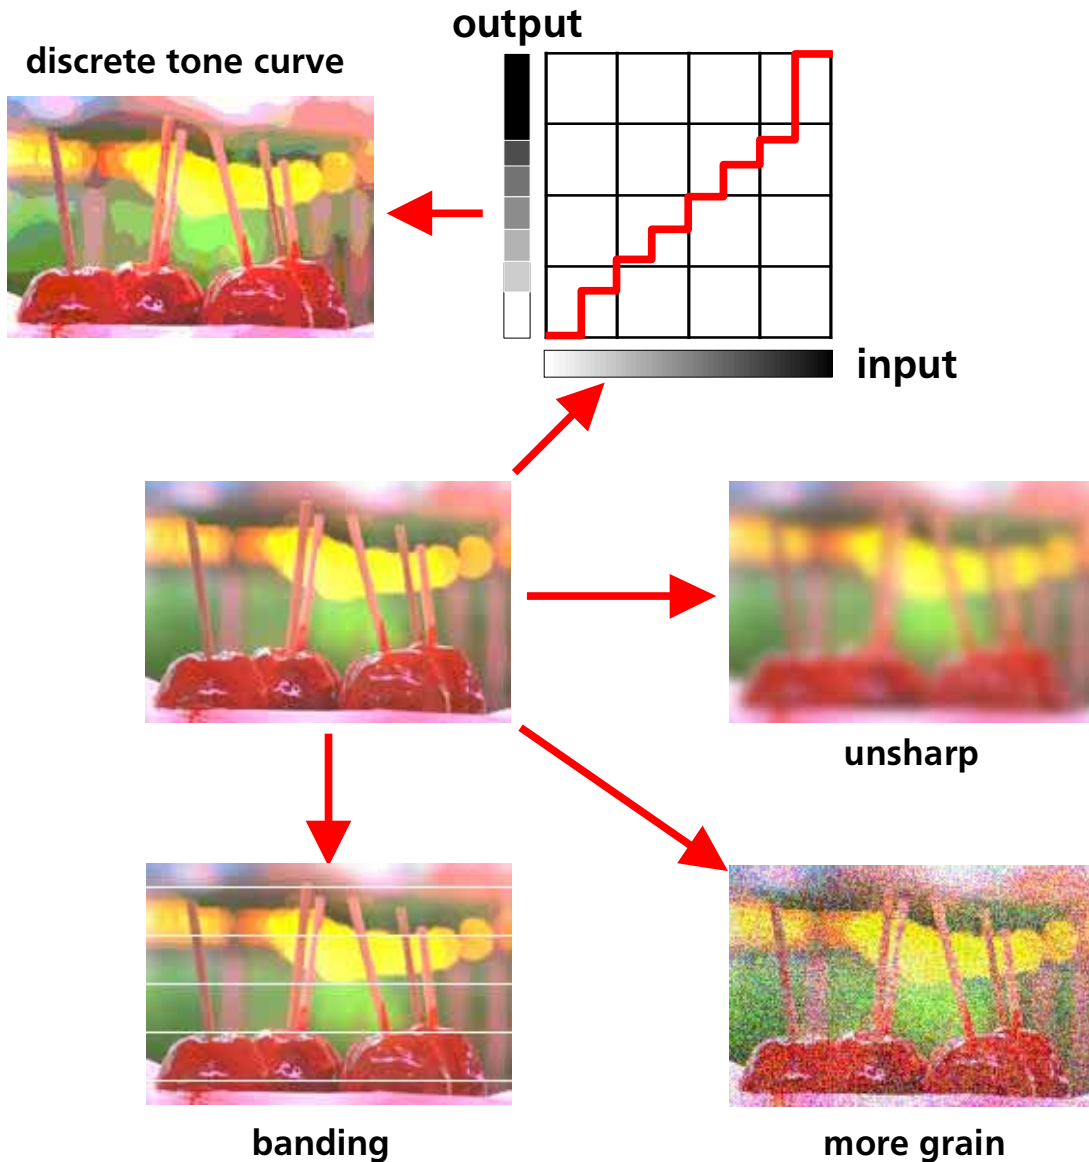 output
discrete tone curve
input
unsharp
banding
more grain